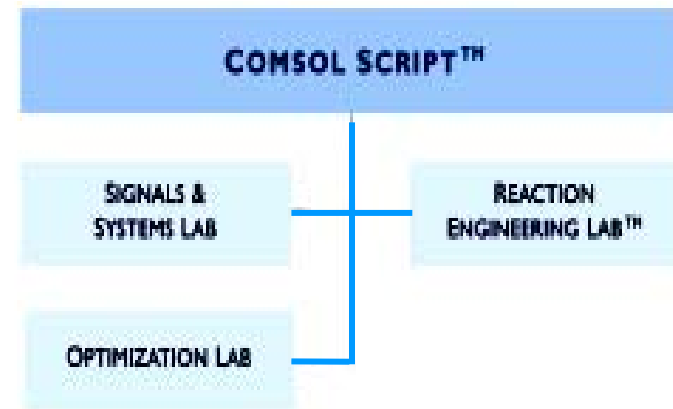 COMSOL SCRIPT™
SIGNALS &
SYSTEMS LAB
REACTION
ENGINEERING LAB™
OPTIMIZATION LAB